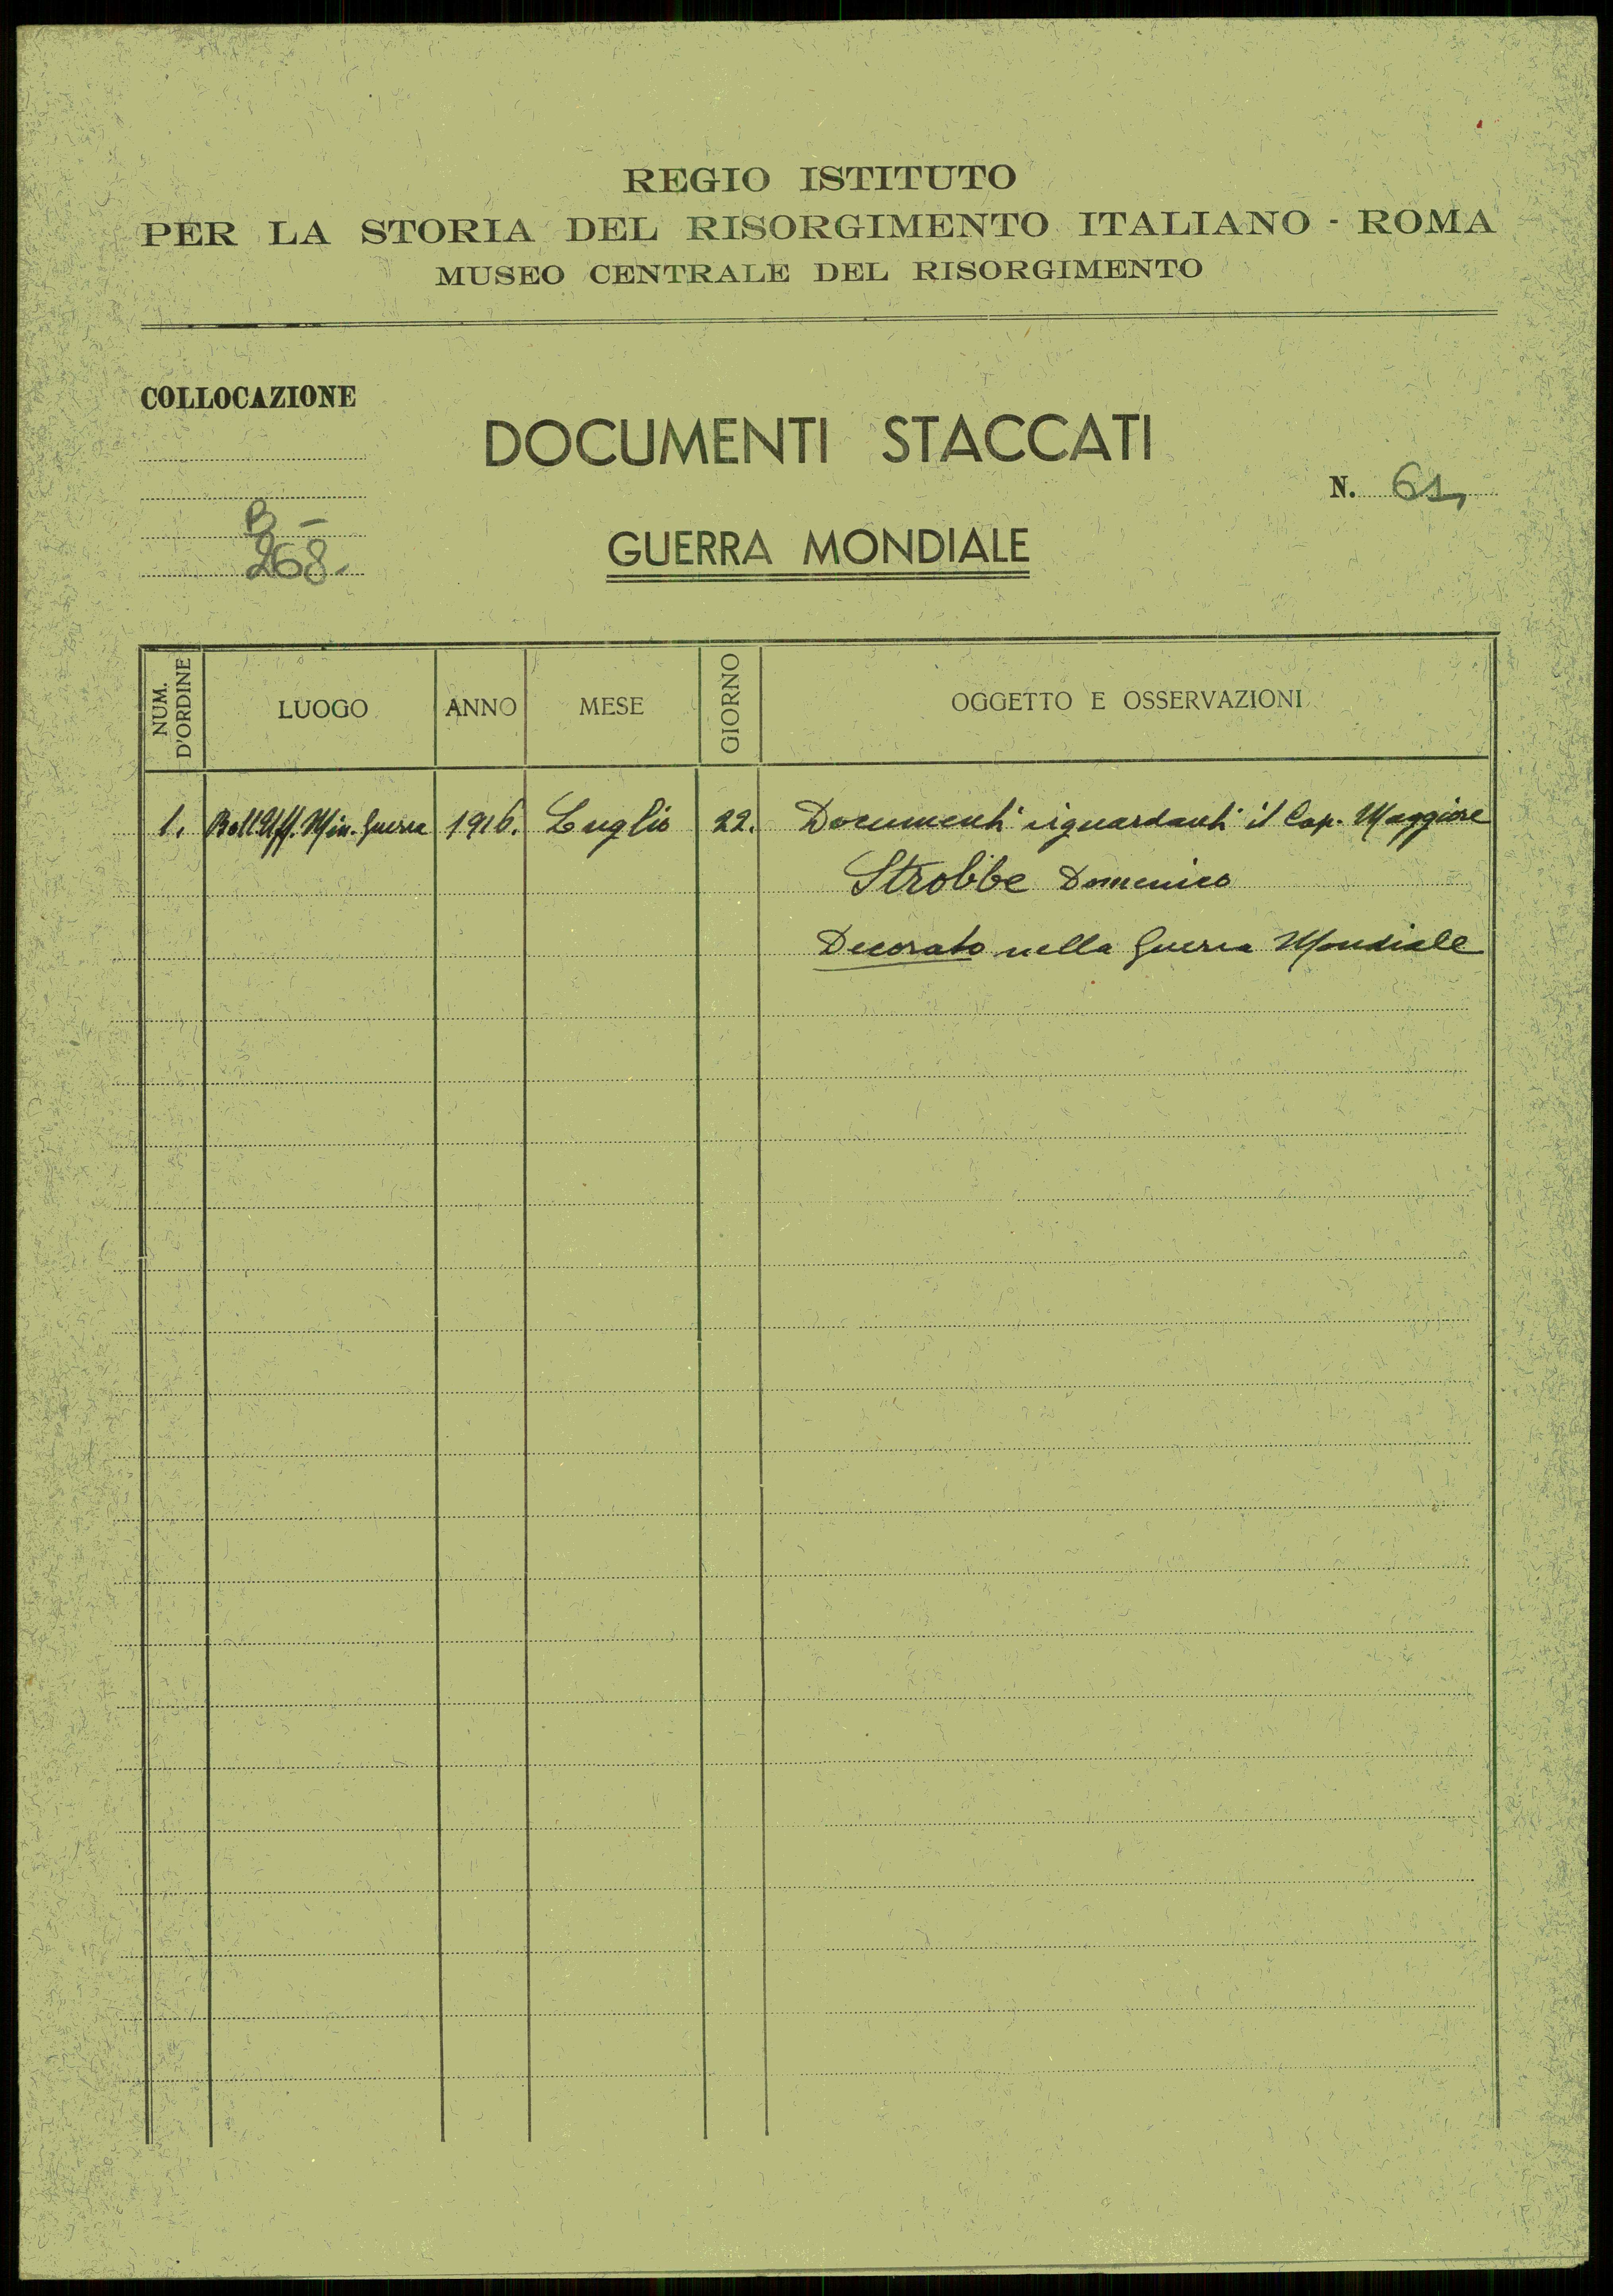 REGIO ISTITUTO
PER LA STORIA DEL RISORGIMENTO ITALIANO - ROMA
MUSEO CENTRALE DEL RISORGIMENTO
COLLOCAZIONE
DOCUMENTI STACCATI
N. 61,
B -
268.
GUERRA MONDIALE
NUM. D'ORDINE LUOGO ANNO MESE GIORNO OGGETTO E OSSERVAZIONI
1. Boll.Uff. Min. Guerra 1916. Luglio 22. Documenti riguardanti il Cap. Maggiore
Strobbe Domenico
Decorato nella Guerra Mondiale